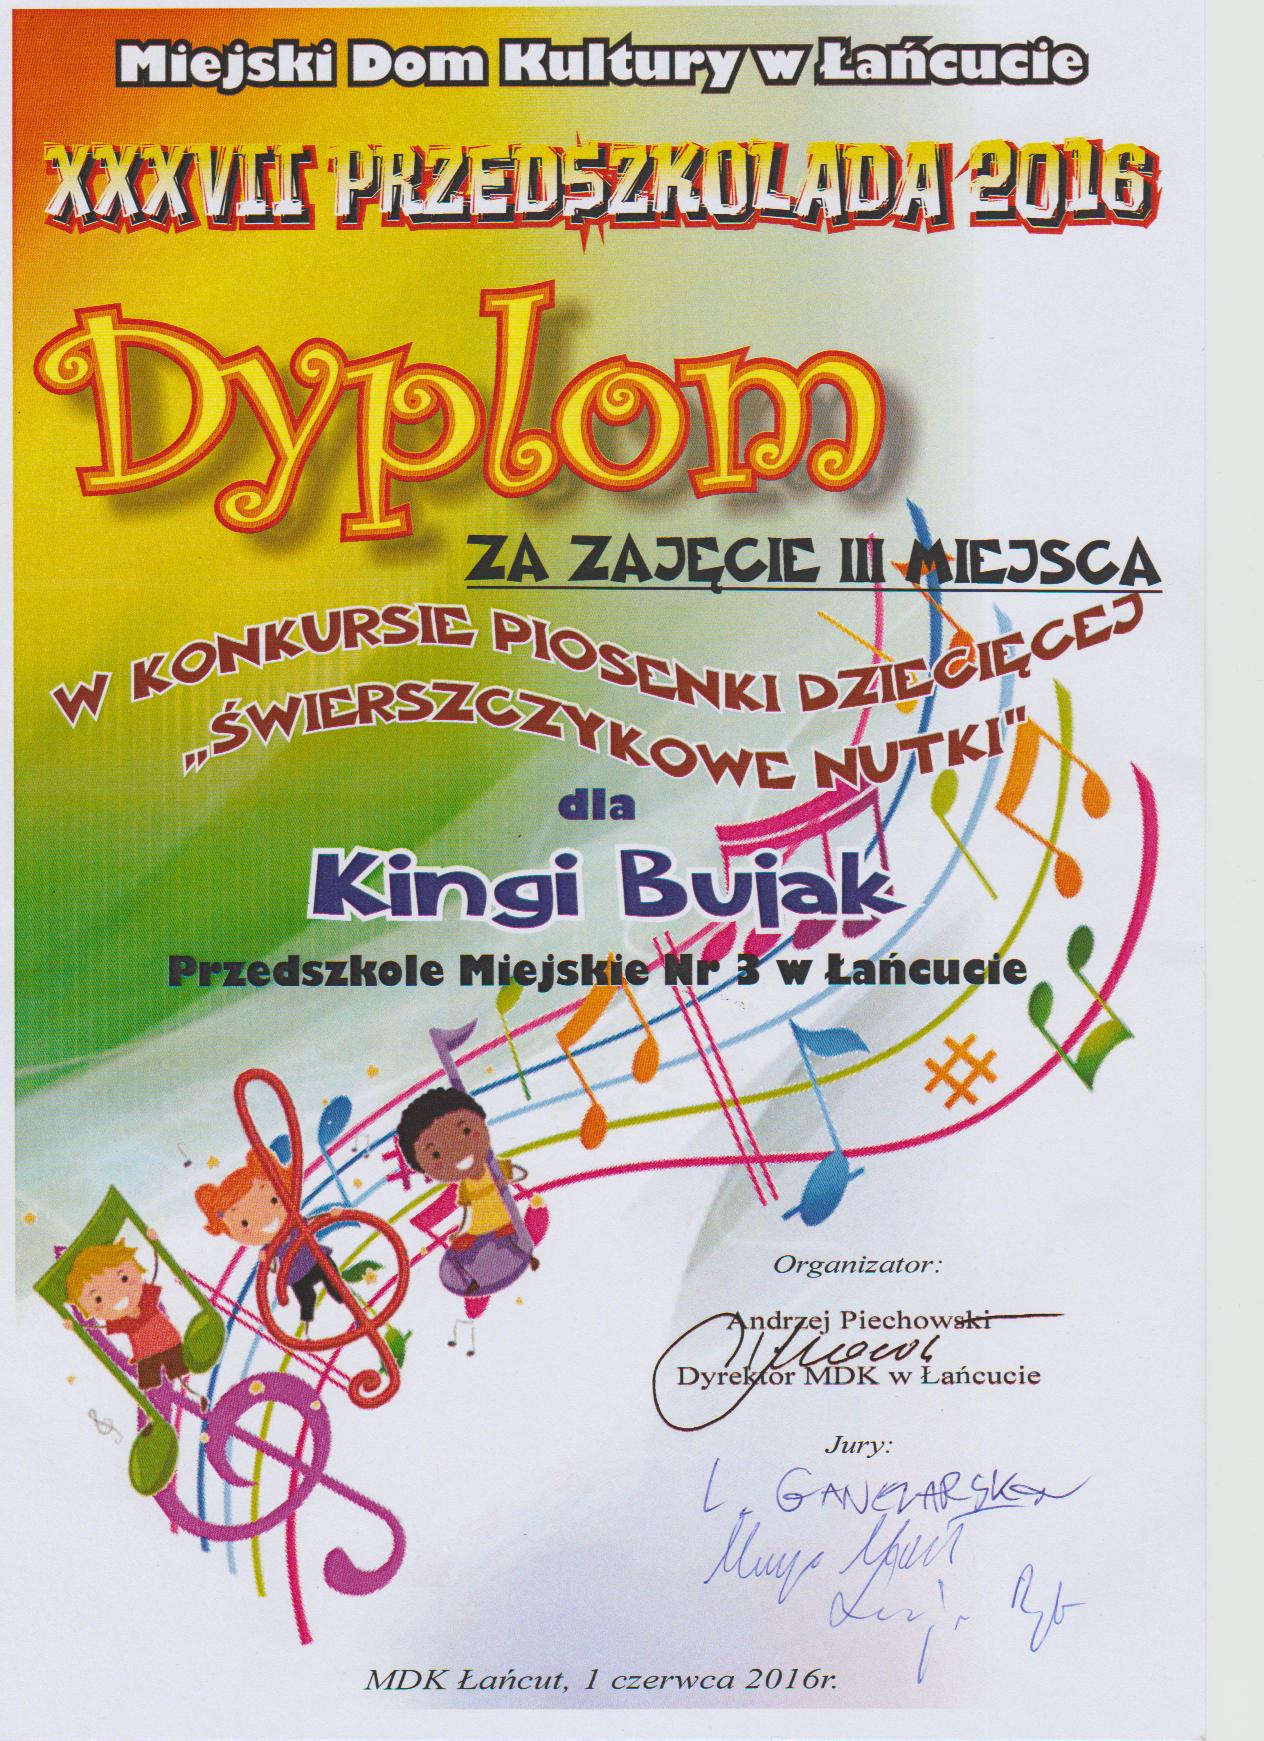 Miejski Dom Kultury w Łańcucie
XXXVII PRZEDSZKOLADA 2016
Dyplom
ZA ZAJĘCIE III MIEJSCA
W KONKURSIE PIOSENKI DZIECIĘCEJ
„ŚWIERSZCZYKOWE NUTKI"
dla
Kingi Bujak
Przedszkole Miejskie Nr 3 w Łańcucie
Organizator:
Andrzej Piechowski
Dyrektor MDK w Łańcucie
Jury:
L.
MDK Łańcut, 1 czerwca 2016r.